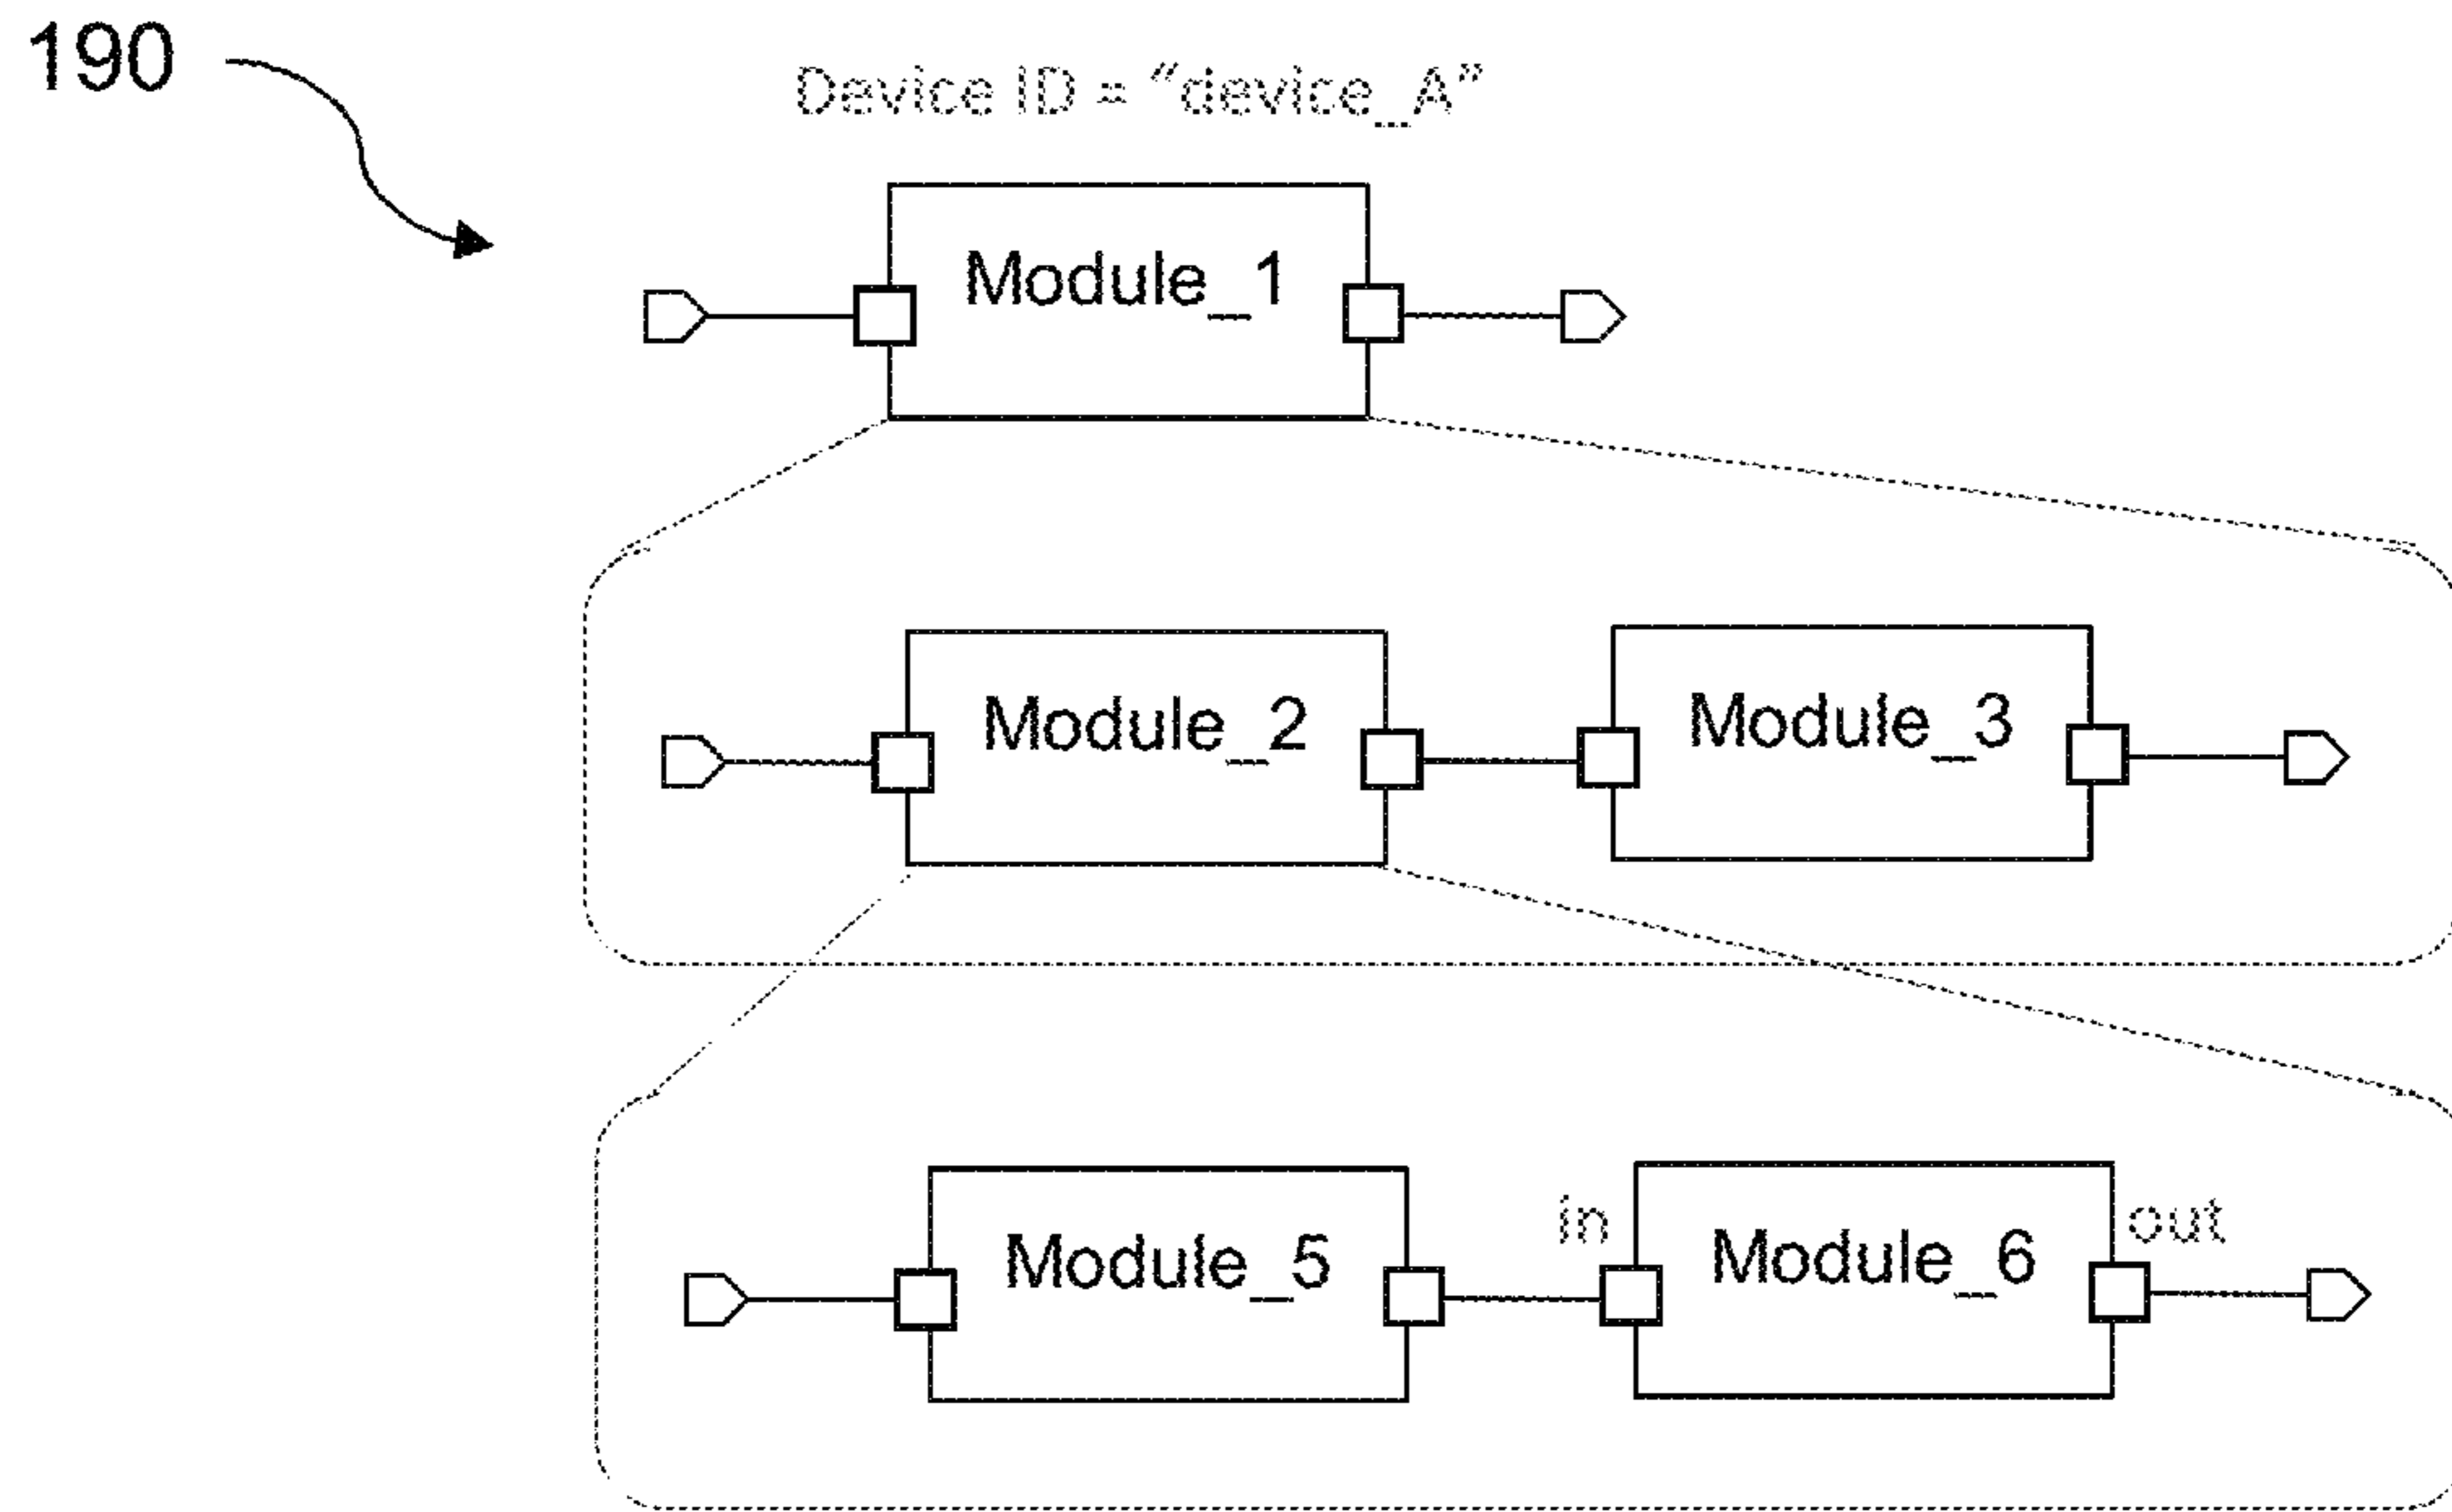 190
Device ID = “device_A”
Module_1
Module_2
Module_3
Module_5
in
Module_6
out